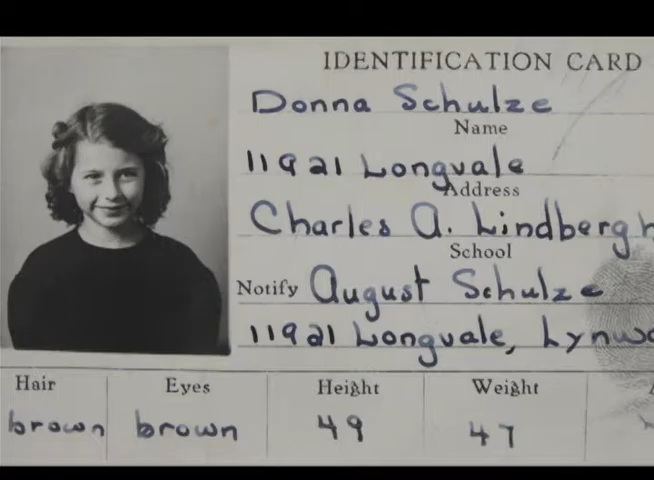 IDENTIFICATION CARD
Donna Schulze
Name
11921 Longvale
Address
Charles A. Lindbergh
School
Notify August Schulze
11921 Longvale,
Hair Eyes Height Weight
brown brown 49 47